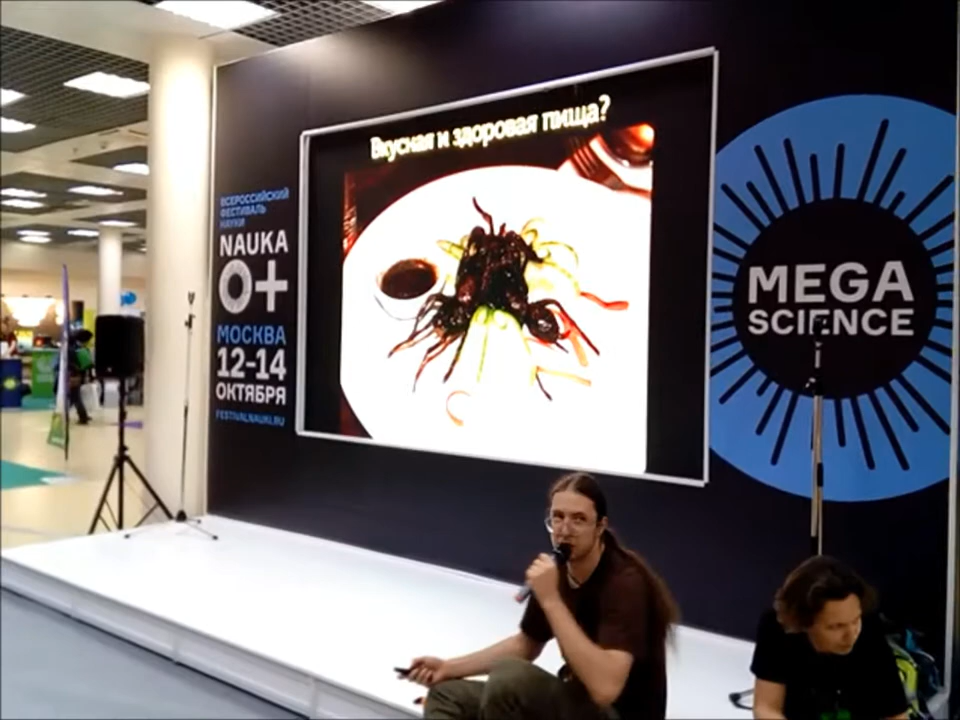 Вкусная и здоровая пища?
ВСЕРОССИЙСКИЙ
ФЕСТИВАЛЬ
НАУКИ
NAUKA
0+
МОСКВА
12–14
ОКТЯБРЯ
FESTIVALNAUKI.RU
MEGA
SCIENCE